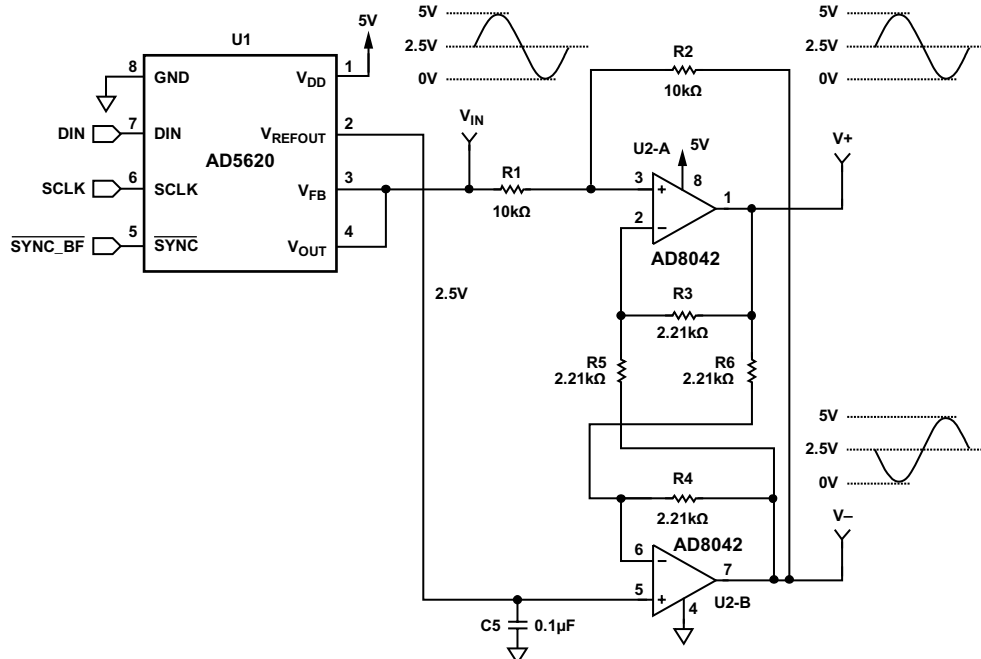 U1
5V
8
GND
1
VDD
DIN
7
DIN
2
VREFOUT
AD5620
SCLK
6
SCLK
3
VFB
SYNC_BF
5
SYNC
4
VOUT
5V
2.5V
0V
VIN
R1
10kΩ
R2
10kΩ
5V
2.5V
0V
U2-A
5V
8
3
+
2
–
1
V+
AD8042
2.5V
R3
2.21kΩ
R5
2.21kΩ
R6
2.21kΩ
5V
2.5V
0V
R4
2.21kΩ
V–
AD8042
6
–
5
+
7
U2-B
4
C5
0.1µF